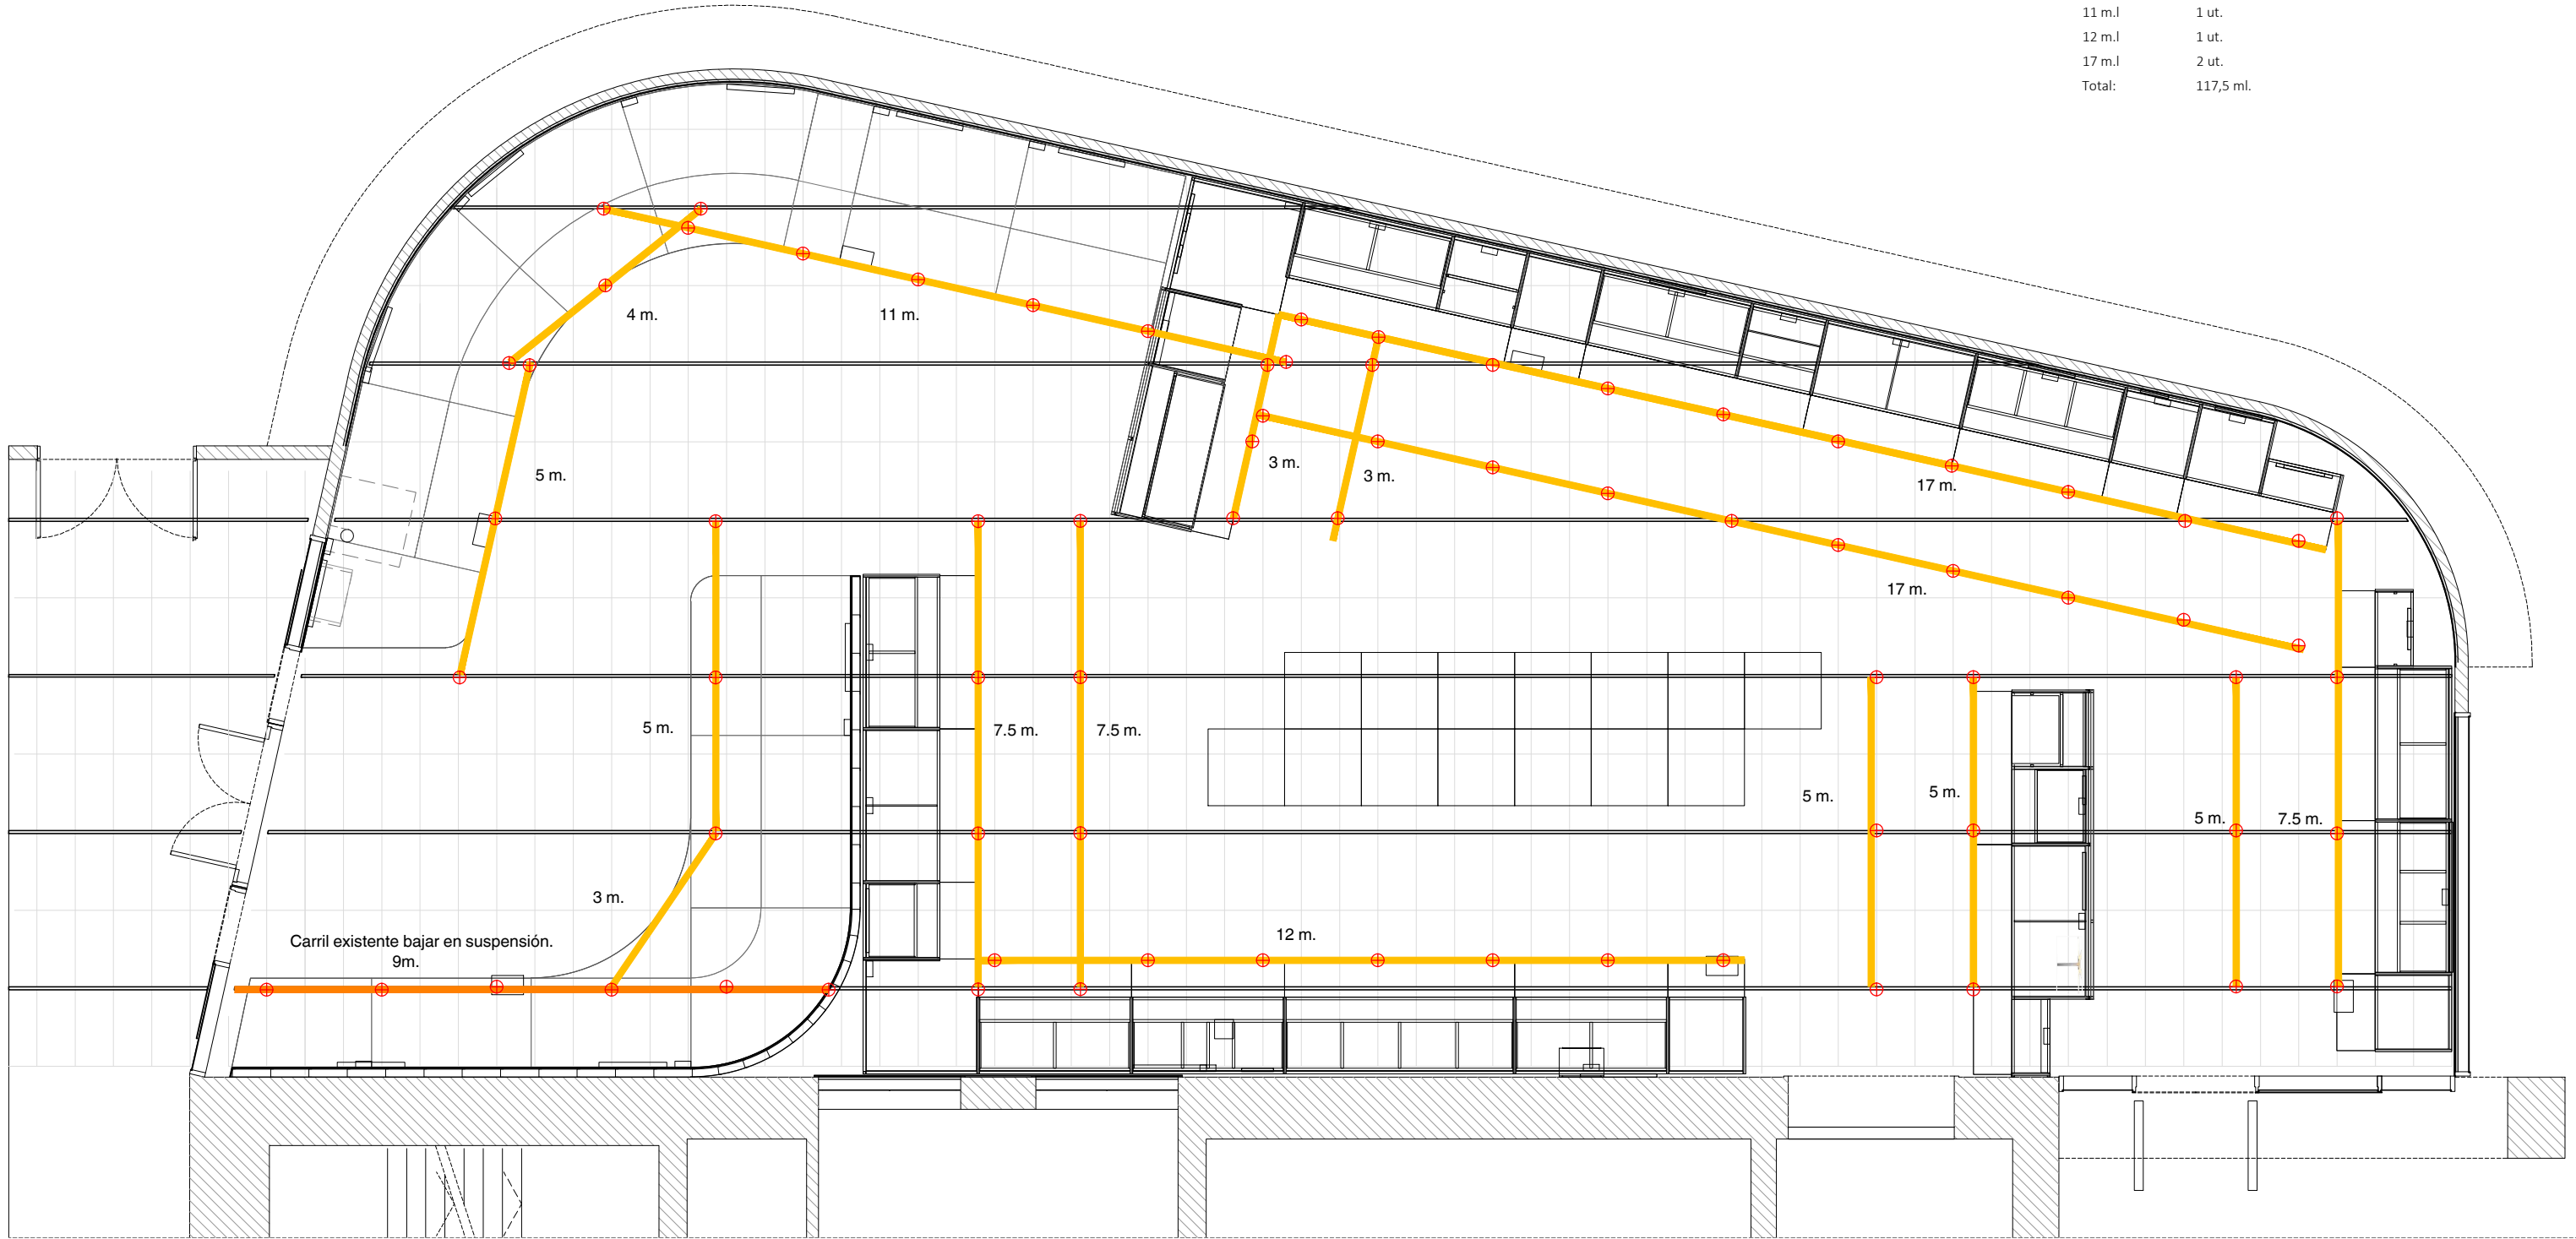 11 m.l 1 ut.
12 m.l 1 ut.
17 m.l 2 ut.
Total: 117,5 ml.
4 m.
11 m.
5 m.
3 m.
3 m.
17 m.
17 m.
5 m.
7.5 m.
7.5 m.
5 m.
5 m.
5 m.
7.5 m.
3 m.
12 m.
Carril existente bajar en suspensión.
9m.